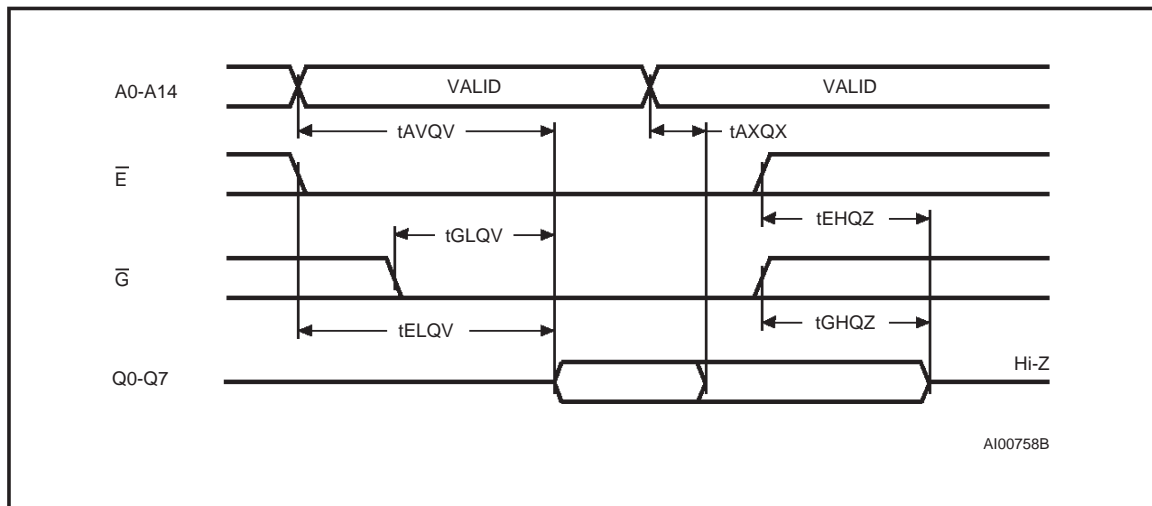 A0-A14
VALID
VALID
tAVQV
tAXQX
E̅
tEHQZ
tGLQV
G̅
tGHQZ
tELQV
Q0-Q7
Hi-Z
AI00758B